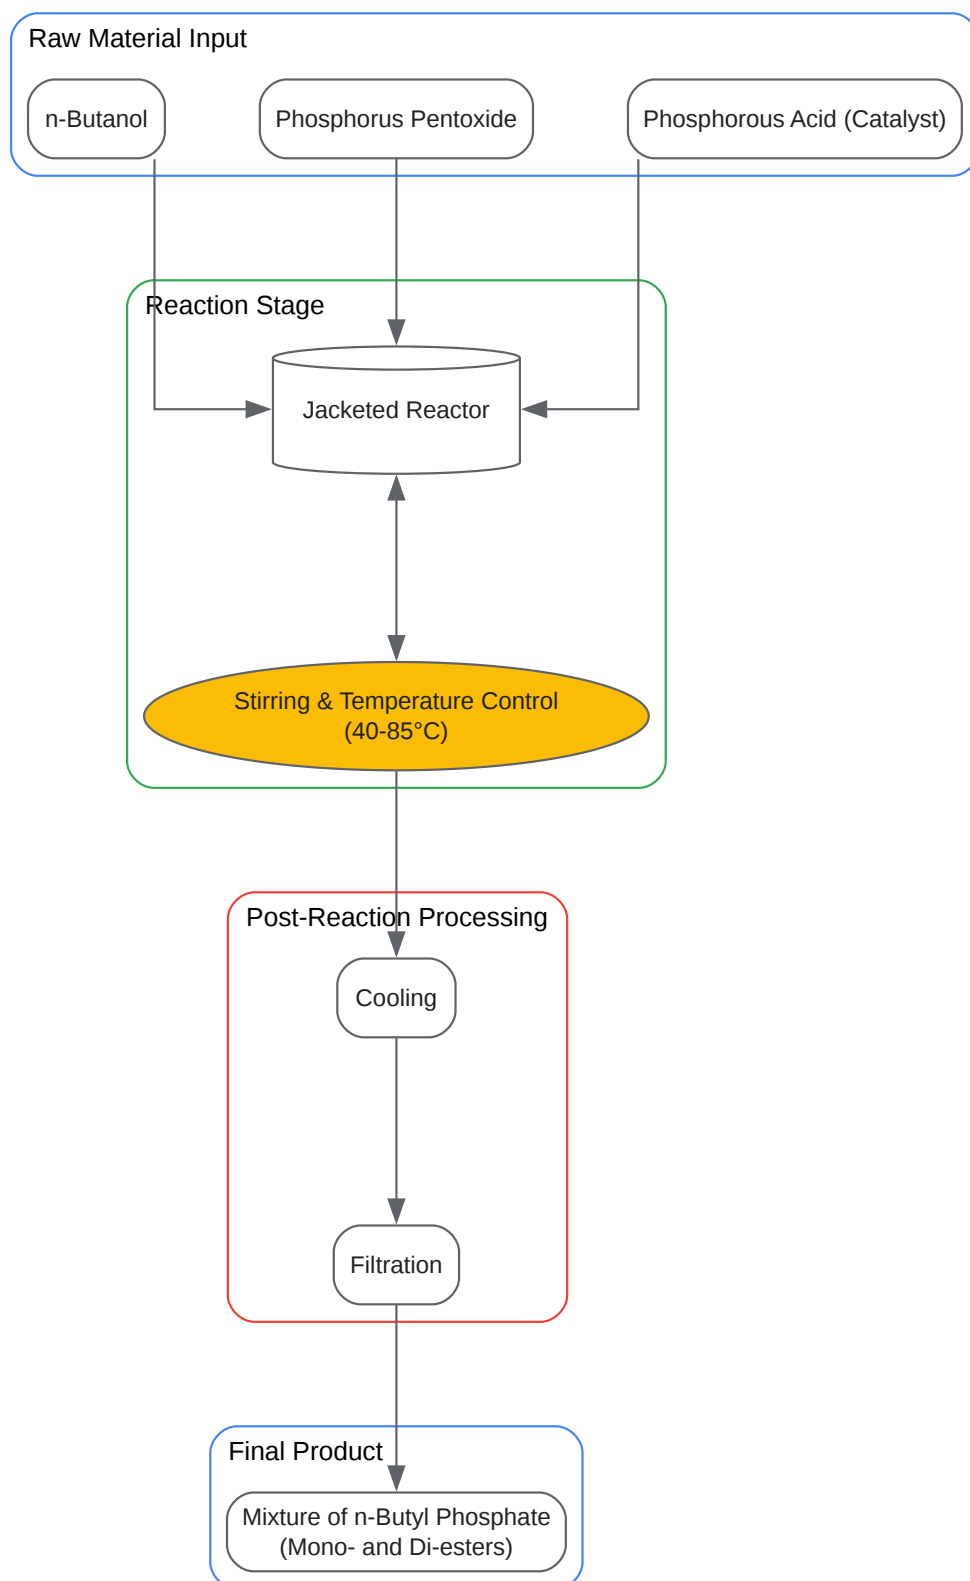 Raw Material Input
n-Butanol
Phosphorus Pentoxide
Phosphorous Acid (Catalyst)
Reaction Stage
Jacketed Reactor
Stirring & Temperature Control
(40-85°C)
Post-Reaction Processing
Cooling
Filtration
Final Product
Mixture of n-Butyl Phosphate
(Mono- and Di-esters)